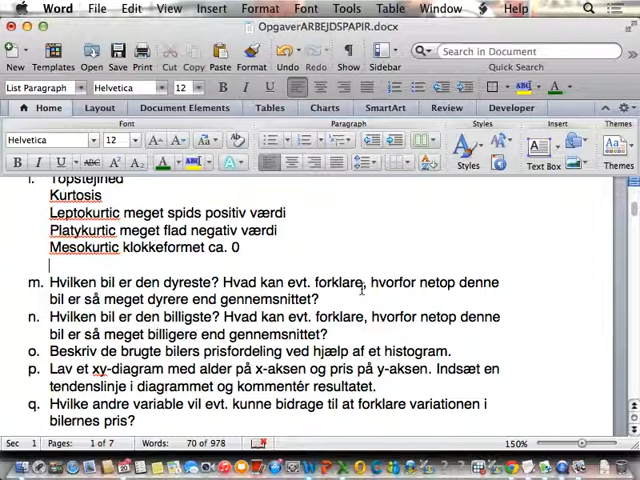 Word File Edit View Insert Format Font Tools Table Window Help
OpgaverARBEJDSPAPIR.docx
Search in Document
New Templates Open Save Print Undo Redo Cut Copy Paste Format Show Sidebar Quick Search
List Paragraph Helvetica 12 B I U
Home Layout Document Elements Tables Charts SmartArt Review Developer
Font Paragraph Styles Insert Themes
Helvetica 12
B I U ABC Styles Text Box Themes
l. Topstejlhed
Kurtosis
Leptokurtic meget spids positiv værdi
Platykurtic meget flad negativ værdi
Mesokurtic klokkeformet ca. 0
m. Hvilken bil er den dyreste? Hvad kan evt. forklare, hvorfor netop denne
bil er så meget dyrere end gennemsnittet?
n. Hvilken bil er den billigste? Hvad kan evt. forklare, hvorfor netop denne
bil er så meget billigere end gennemsnittet?
o. Beskriv de brugte bilers prisfordeling ved hjælp af et histogram.
p. Lav et xy-diagram med alder på x-aksen og pris på y-aksen. Indsæt en
tendenslinje i diagrammet og kommentér resultatet.
q. Hvilke andre variable vil evt. kunne bidrage til at forklare variationen i
bilernes pris?
Sec 1 Pages: 1 of 7 Words: 70 of 978 150%